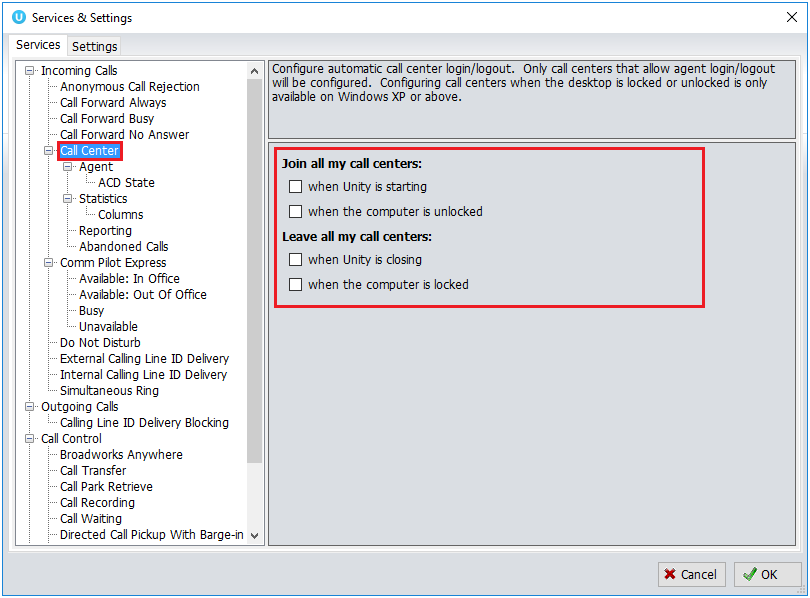 U Services & Settings
Services Settings
Incoming Calls
Anonymous Call Rejection
Call Forward Always
Call Forward Busy
Call Forward No Answer
Call Center
Agent
ACD State
Statistics
Columns
Reporting
Abandoned Calls
Comm Pilot Express
Available: In Office
Available: Out Of Office
Busy
Unavailable
Do Not Disturb
External Calling Line ID Delivery
Internal Calling Line ID Delivery
Simultaneous Ring
Outgoing Calls
Calling Line ID Delivery Blocking
Call Control
Broadworks Anywhere
Call Transfer
Call Park Retrieve
Call Recording
Call Waiting
Directed Call Pickup With Barge-in
Configure automatic call center login/logout.  Only call centers that allow agent login/logout
will be configured.  Configuring call centers when the desktop is locked or unlocked is only
available on Windows XP or above.
Join all my call centers:
when Unity is starting
when the computer is unlocked
Leave all my call centers:
when Unity is closing
when the computer is locked
Cancel OK